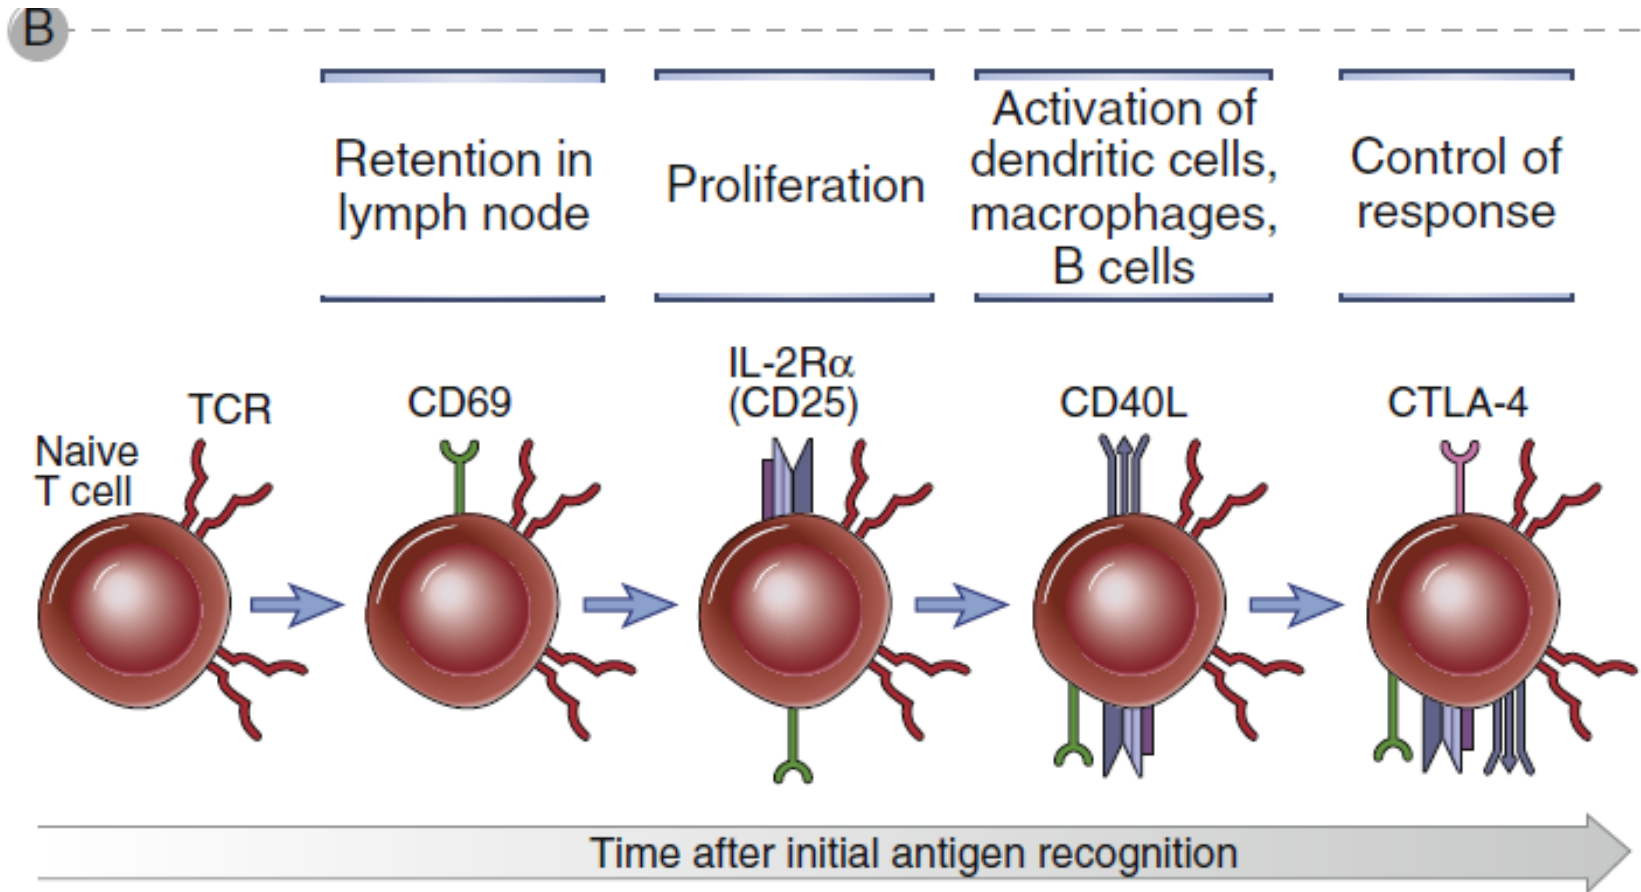 B
Retention in
lymph node
Proliferation
Activation of
dendritic cells,
macrophages,
B cells
Control of
response
Naive
T cell
TCR
CD69
IL-2Rα
(CD25)
CD40L
CTLA-4
Time after initial antigen recognition